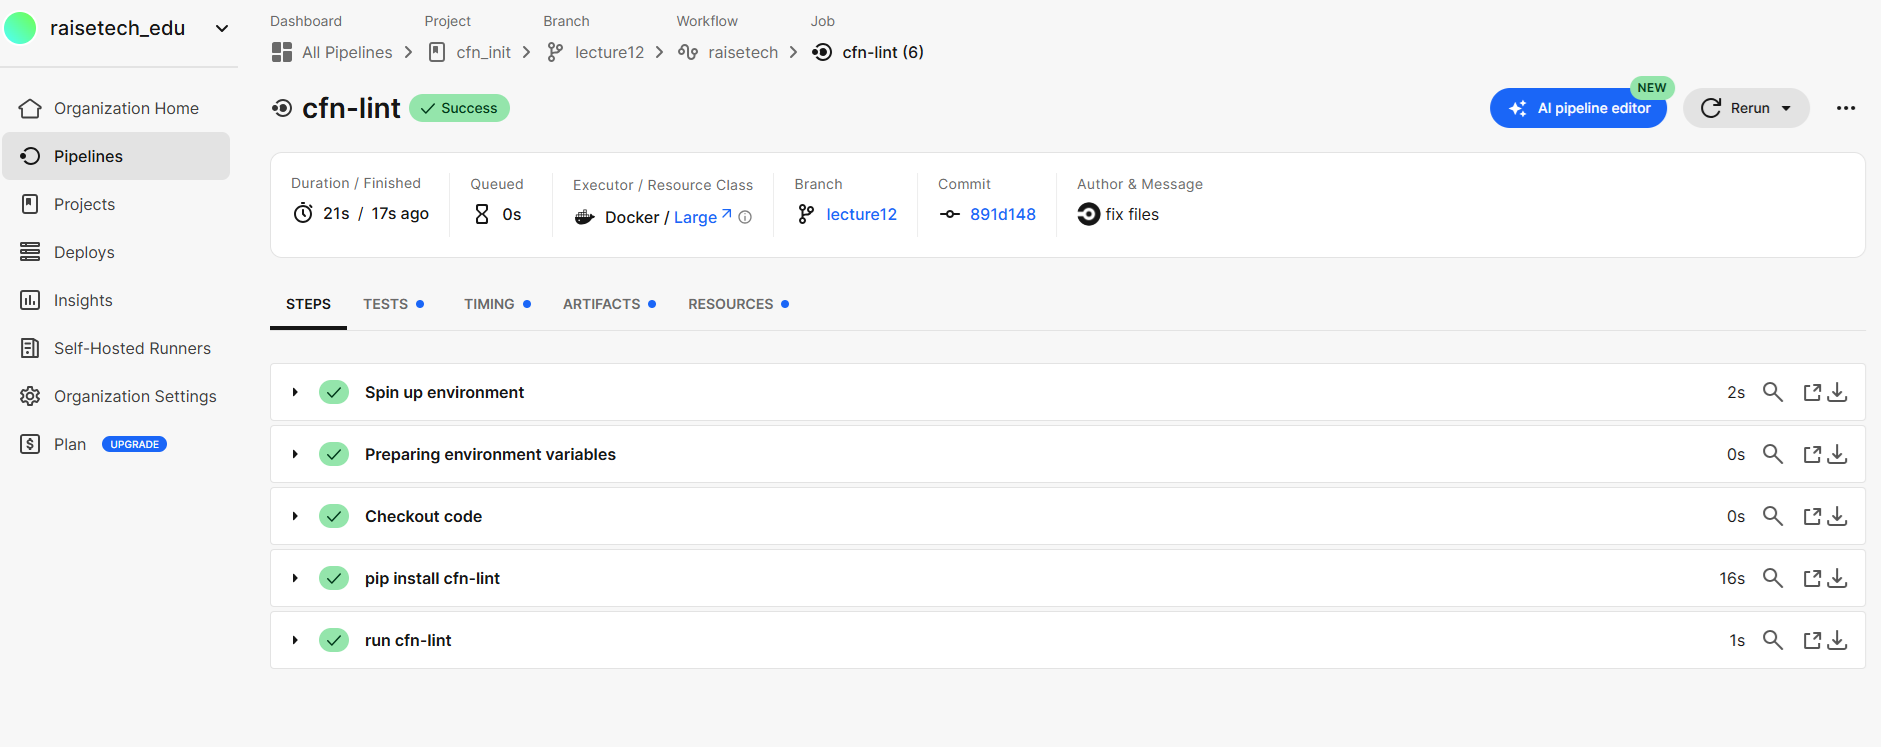 raisetech_edu
Organization Home
Pipelines
Projects
Deploys
Insights
Self-Hosted Runners
Organization Settings
Plan UPGRADE
Dashboard Project Branch Workflow Job
All Pipelines cfn_init lecture12 raisetech cfn-lint (6)
cfn-lint Success
NEW
AI pipeline editor Rerun
Duration / Finished Queued Executor / Resource Class Branch Commit Author & Message
21s / 17s ago 0s Docker / Large lecture12 891d148 fix files
STEPS TESTS TIMING ARTIFACTS RESOURCES
Spin up environment 2s
Preparing environment variables 0s
Checkout code 0s
pip install cfn-lint 16s
run cfn-lint 1s